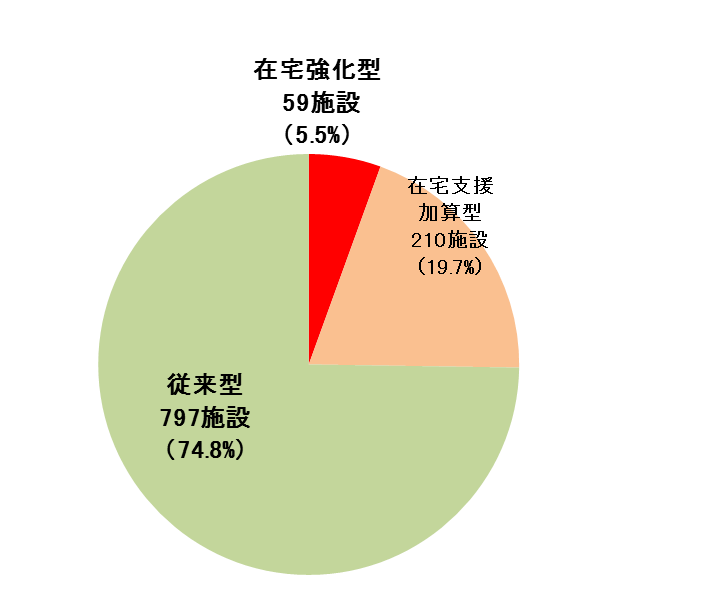 在宅強化型
59施設
（5.5%）
在宅支援
加算型
210施設
（19.7%）
従来型
797施設
（74.8%）